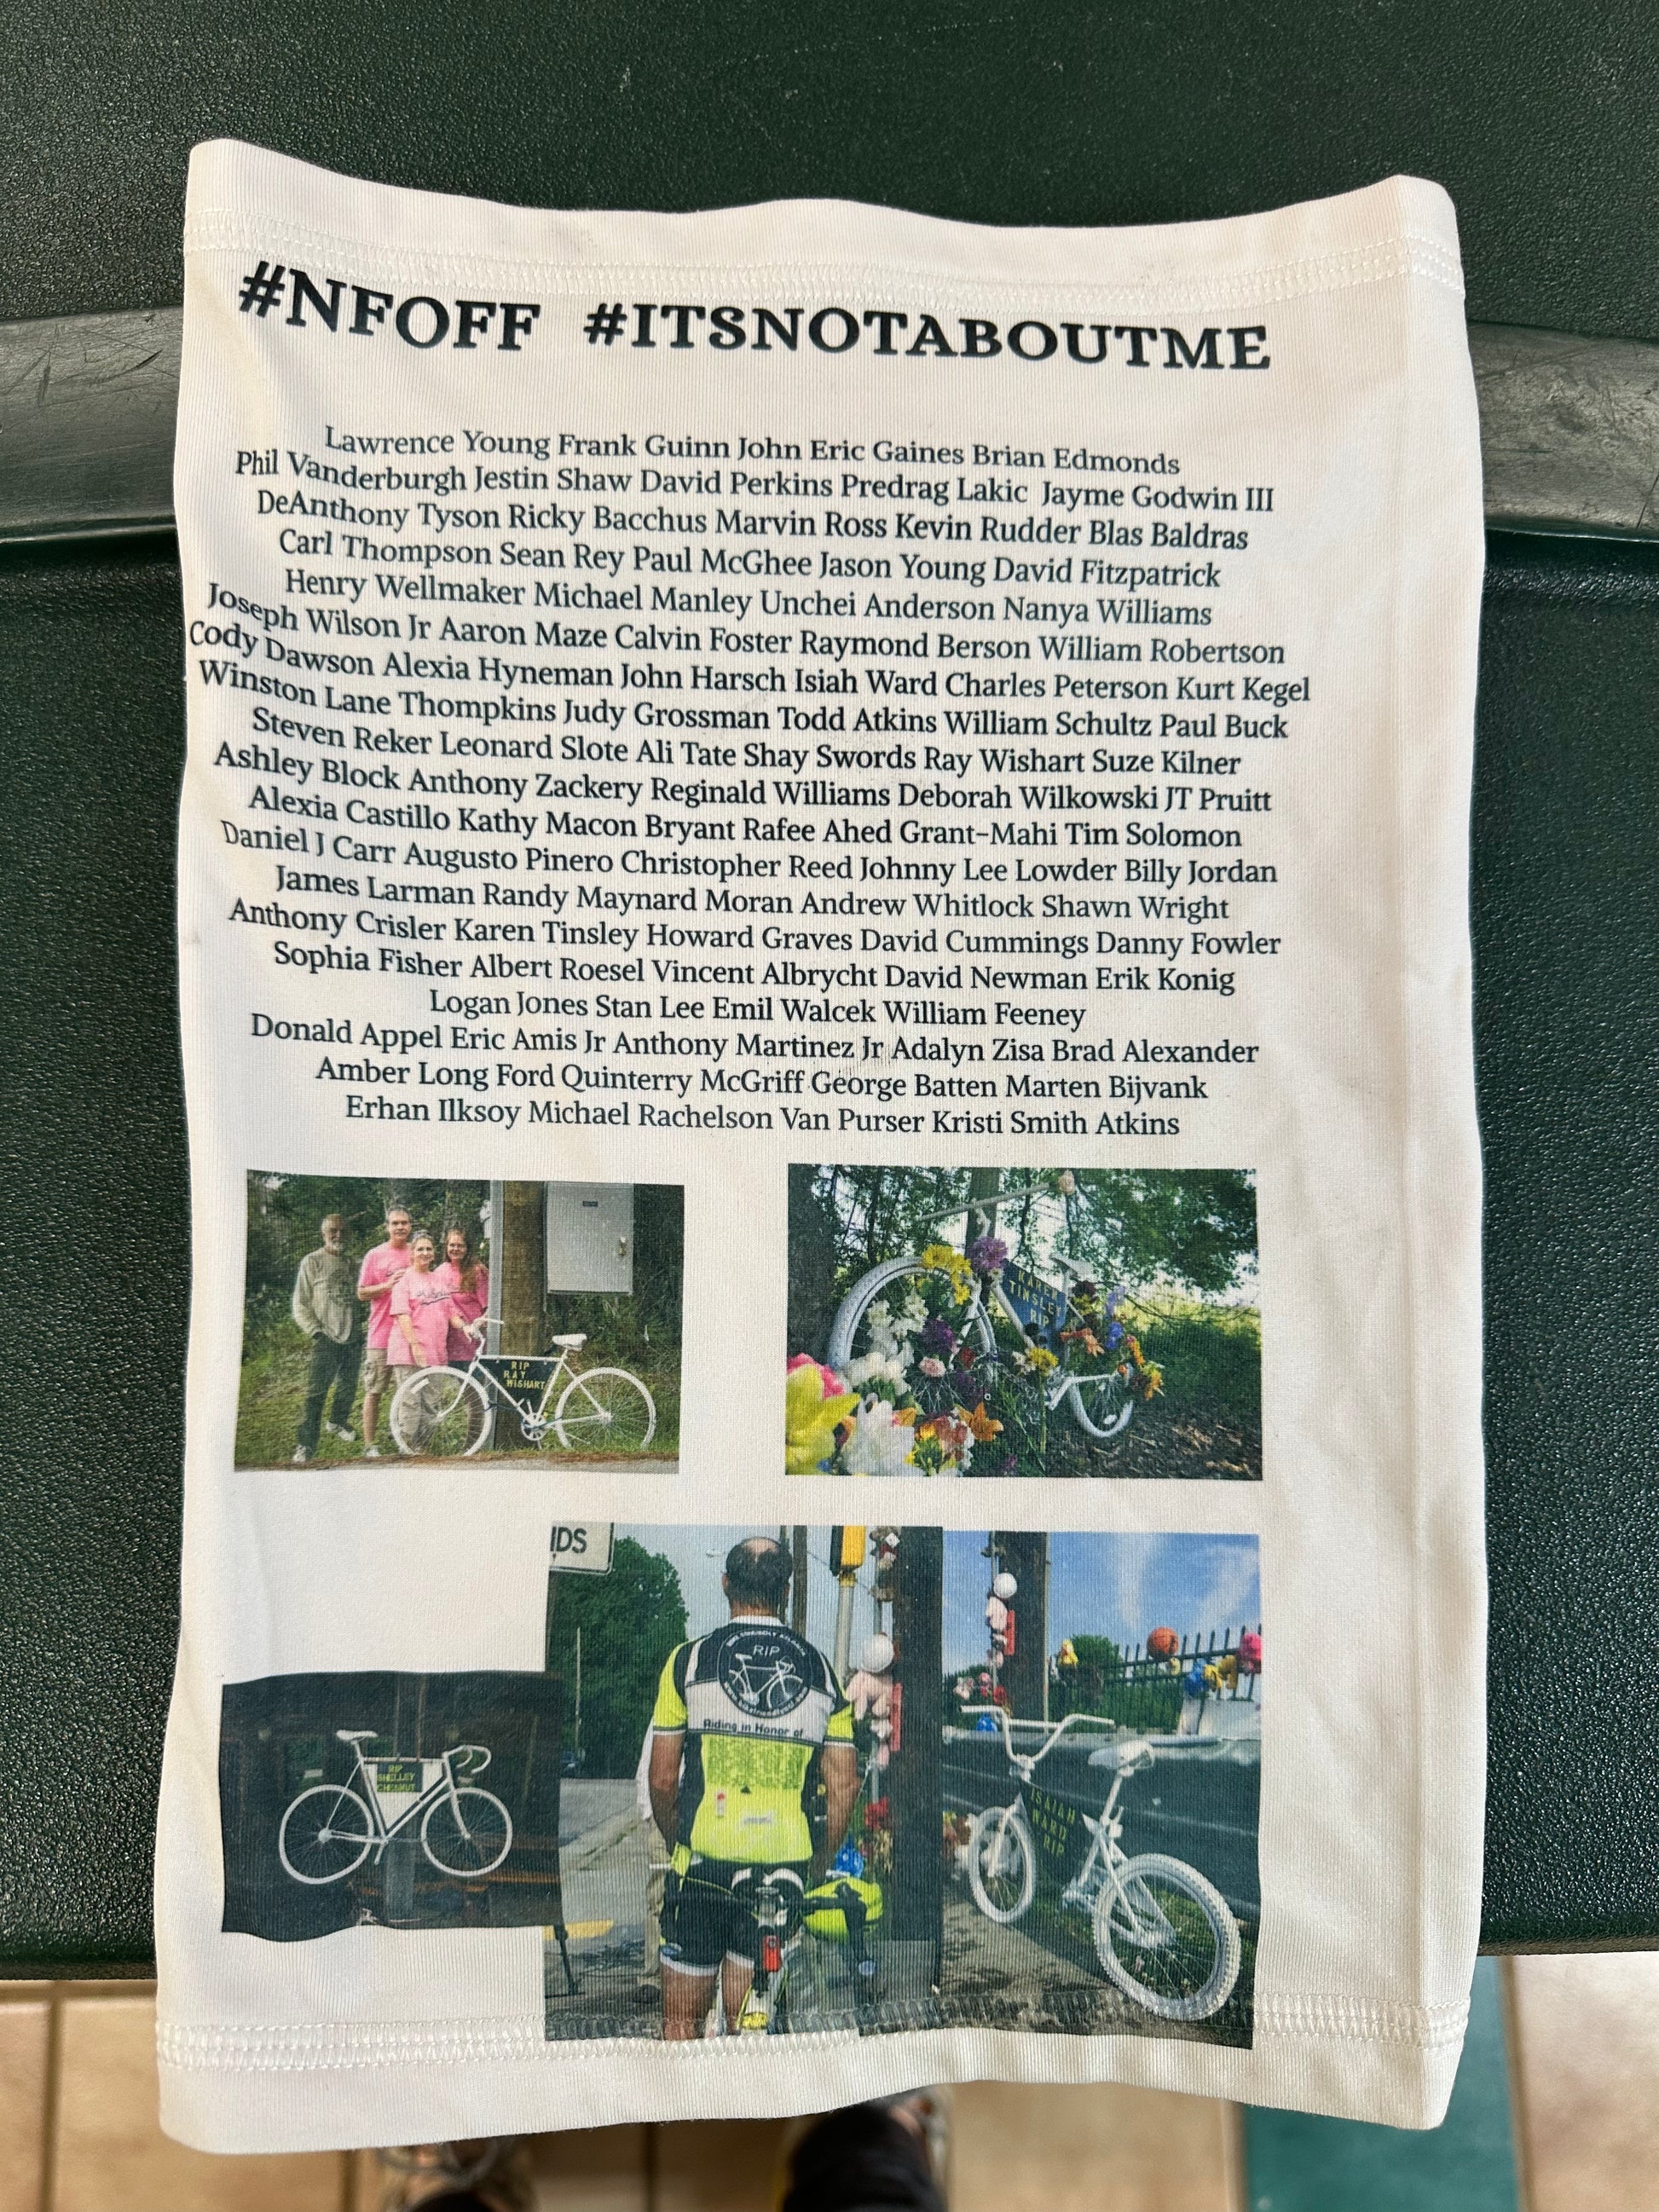 #NFOFF #ITSNOTABOUTME
Lawrence Young Frank Guinn John Eric Gaines Brian Edmonds
Phil Vanderburgh Jestin Shaw David Perkins Predrag Lakic Jayme Godwin III
DeAnthony Tyson Ricky Bacchus Marvin Ross Kevin Rudder Blas Baldras
Carl Thompson Sean Rey Paul McGhee Jason Young David Fitzpatrick
Henry Wellmaker Michael Manley Unchei Anderson Nanya Williams
Joseph Wilson Jr Aaron Maze Calvin Foster Raymond Berson William Robertson
Cody Dawson Alexia Hyneman John Harsch Isiah Ward Charles Peterson Kurt Kegel
Winston Lane Thompkins Judy Grossman Todd Atkins William Schultz Paul Buck
Steven Reker Leonard Slote Ali Tate Shay Swords Ray Wishart Suze Kilner
Ashley Block Anthony Zackery Reginald Williams Deborah Wilkowski JT Pruitt
Alexia Castillo Kathy Macon Bryant Rafee Ahed Grant-Mahi Tim Solomon
Daniel J Carr Augusto Pinero Christopher Reed Johnny Lee Lowder Billy Jordan
James Larman Randy Maynard Moran Andrew Whitlock Shawn Wright
Anthony Crisler Karen Tinsley Howard Graves David Cummings Danny Fowler
Sophia Fisher Albert Roesel Vincent Albrycht David Newman Erik Konig
Logan Jones Stan Lee Emil Walcek William Feeney
Donald Appel Eric Amis Jr Anthony Martinez Jr Adalyn Zisa Brad Alexander
Amber Long Ford Quinterry McGriff George Batten Marten Bijvank
Erhan Ilksoy Michael Rachelson Van Purser Kristi Smith Atkins
RIP
RAY
WISHART
KAREN
TINSLEY
RIP
IDS
RIP
Riding in Honor of
RIP
SHELLEY
ISAIAH
WARD
RIP